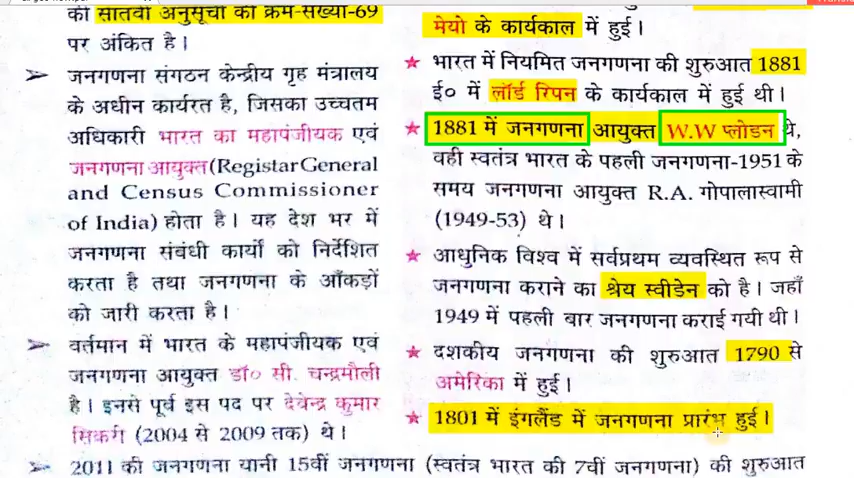 की सातवीं अनुसूची की क्रम-संख्या-69
पर अंकित है।
➢ जनगणना संगठन केन्द्रीय गृह मंत्रालय
के अधीन कार्यरत है, जिसका उच्चतम
अधिकारी भारत का महापंजीयक एवं
जनगणना आयुक्त (Registar General
and Census Commissioner
of India) होता है। यह देश भर में
जनगणना संबंधी कार्यों को निर्देशित
करता है तथा जनगणना के आँकड़ों
को जारी करता है।
➢ वर्तमान में भारत के महापंजीयक एवं
जनगणना आयुक्त डॉ० सी. चन्द्रमौली
है। इनसे पूर्व इस पद पर देवेन्द्र कुमार
सिकरी (2004 से 2009 तक) थे।
मेयो के कार्यकाल में हुई।
★ भारत में नियमित जनगणना की शुरुआत 1881
ई० में लॉर्ड रिपन के कार्यकाल में हुई थी।
★ 1881 में जनगणना आयुक्त W.W प्लोडन थे,
वही स्वतंत्र भारत के पहली जनगणना-1951 के
समय जनगणना आयुक्त R.A. गोपालास्वामी
(1949-53) थे।
★ आधुनिक विश्व में सर्वप्रथम व्यवस्थित रूप से
जनगणना कराने का श्रेय स्वीडेन को है। जहाँ
1949 में पहली बार जनगणना कराई गयी थी।
★ दशकीय जनगणना की शुरुआत 1790 से
अमेरिका में हुई।
★ 1801 में इंगलैंड में जनगणना प्रारंभ हुई।
➢ 2011 की जनगणना यानी 15वीं जनगणना (स्वतंत्र भारत की 7वीं जनगणना) की शुरुआत